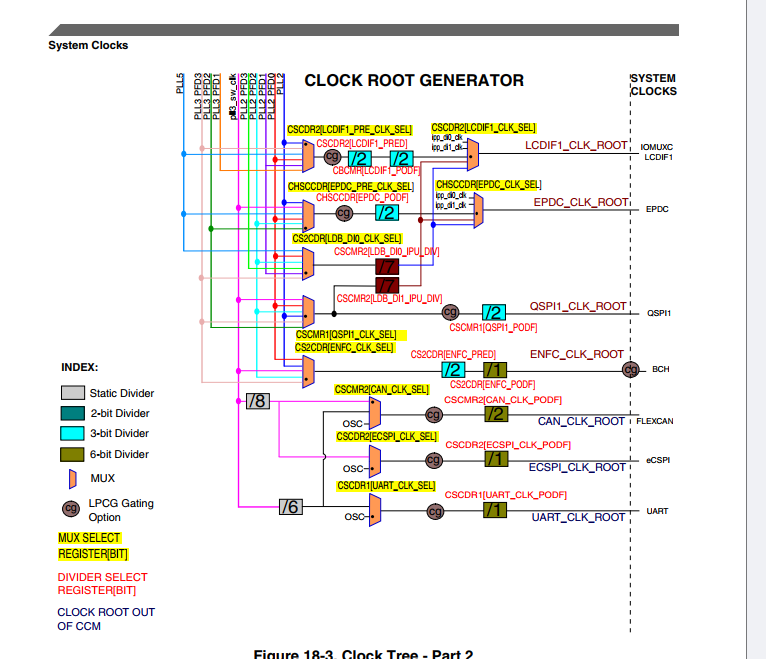 System Clocks
CLOCK ROOT GENERATOR
SYSTEM
CLOCKS
PLL5
PLL3 PFD3
PLL3 PFD2
PLL3 PFD1
pll3_sw_clk
PLL2 PFD3
PLL2 PFD2
PLL2 PFD1
PLL2 PFD0
PLL2
CSCDR2[LCDIF1_PRE_CLK_SEL]
CSCDR2[LCDIF1_PRED]
cg
/2
/2
CBCMR[LCDIF1_PODF]
CSCDR2[LCDIF1_CLK_SEL]
ipp_di0_clk
ipp_di1_clk
LCDIF1_CLK_ROOT
IOMUXC
LCDIF1
CHSCCDR[EPDC_PRE_CLK_SEL]
CHSCCDR[EPDC_PODF]
cg
/2
CHSCCDR[EPDC_CLK_SEL]
ipp_di0_clk
ipp_di1_clk
EPDC_CLK_ROOT
EPDC
CS2CDR[LDB_DI0_CLK_SEL]
CSCMR2[LDB_DI0_IPU_DIV]
/7
/7
CSCMR2[LDB_DI1_IPU_DIV]
cg
/2
QSPI1_CLK_ROOT
QSPI1
CSCMR1[QSPI1_PODF]
CSCMR1[QSPI1_CLK_SEL]
CS2CDR[ENFC_CLK_SEL]
CS2CDR[ENFC_PRED]
/2
/1
ENFC_CLK_ROOT
cg
BCH
CS2CDR[ENFC_PODF]
/8
CSCMR2[CAN_CLK_SEL]
OSC
cg
CSCMR2[CAN_CLK_PODF]
/2
CAN_CLK_ROOT
FLEXCAN
CSCDR2[ECSPI_CLK_SEL]
OSC
cg
CSCDR2[ECSPI_CLK_PODF]
/1
ECSPI_CLK_ROOT
eCSPI
/6
CSCDR1[UART_CLK_SEL]
OSC
cg
CSCDR1[UART_CLK_PODF]
/1
UART_CLK_ROOT
UART
INDEX:
Static Divider
2-bit Divider
3-bit Divider
6-bit Divider
MUX
cg
LPCG Gating
Option
MUX SELECT
REGISTER[BIT]
DIVIDER SELECT
REGISTER[BIT]
CLOCK ROOT OUT
OF CCM
Figure 18-3. Clock Tree - Part 2